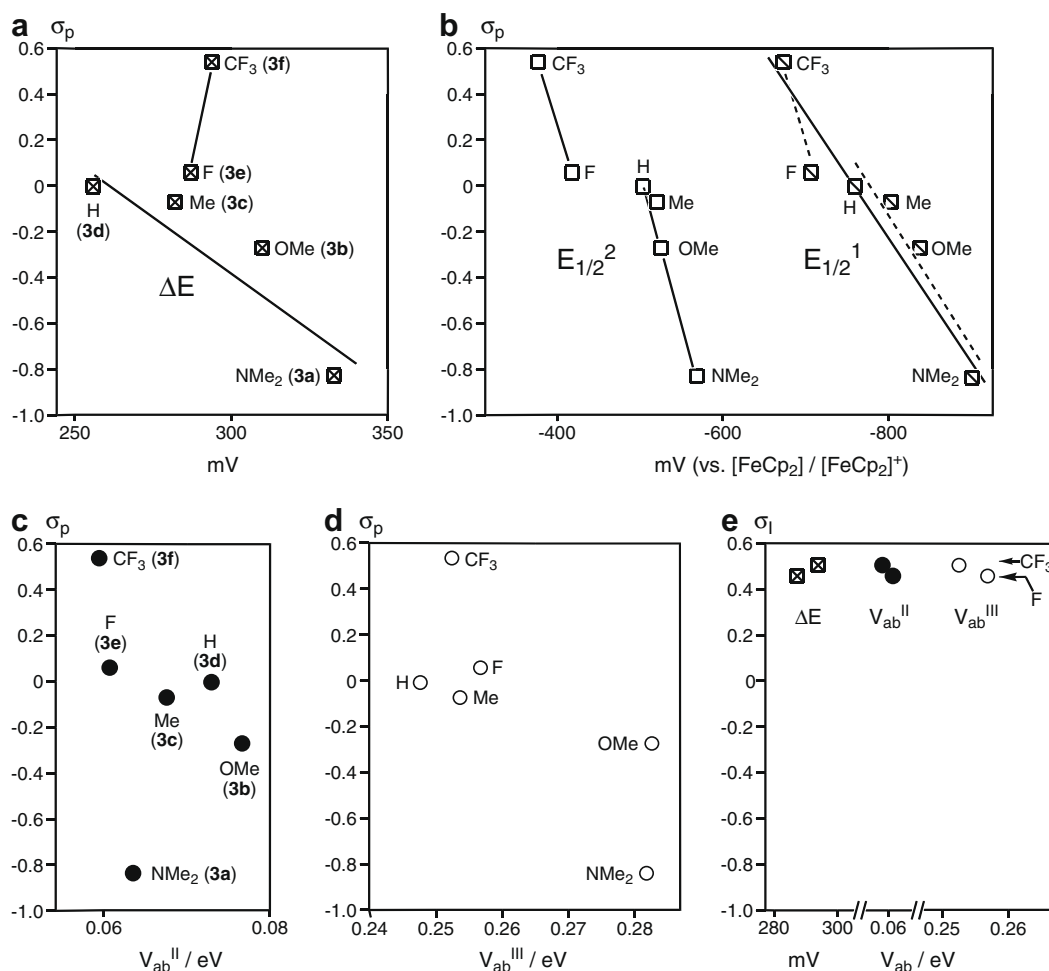 a
σp
0.6
0.4
0.2
0
-0.2
-0.4
-0.6
-0.8
-1.0
CF3 (3f)
F (3e)
Me (3c)
H
(3d)
OMe (3b)
ΔE
NMe2 (3a)
250
300
350
mV
b
σp
0.6
0.4
0.2
0
-0.2
-0.4
-0.6
-0.8
-1.0
CF3
CF3
F
F
H
H
Me
Me
OMe
OMe
E1/2²
E1/2¹
NMe2
NMe2
-400
-600
-800
mV (vs. [FeCp2] / [FeCp2]⁺)
c
σp
0.6
0.4
0.2
0
-0.2
-0.4
-0.6
-0.8
-1.0
CF3 (3f)
F
(3e)
H
(3d)
Me
(3c)
OMe
(3b)
NMe2 (3a)
0.06
0.08
Vab^II / eV
d
σp
0.6
0.4
0.2
0
-0.2
-0.4
-0.6
-0.8
-1.0
CF3
F
H
Me
OMe
NMe2
0.24
0.25
0.26
0.27
0.28
Vab^III / eV
e
σI
0.6
0.4
0.2
0
-0.2
-0.4
-0.6
-0.8
-1.0
CF3
F
ΔE
Vab^II
Vab^III
280
300
0.06
0.25
0.26
mV
Vab / eV